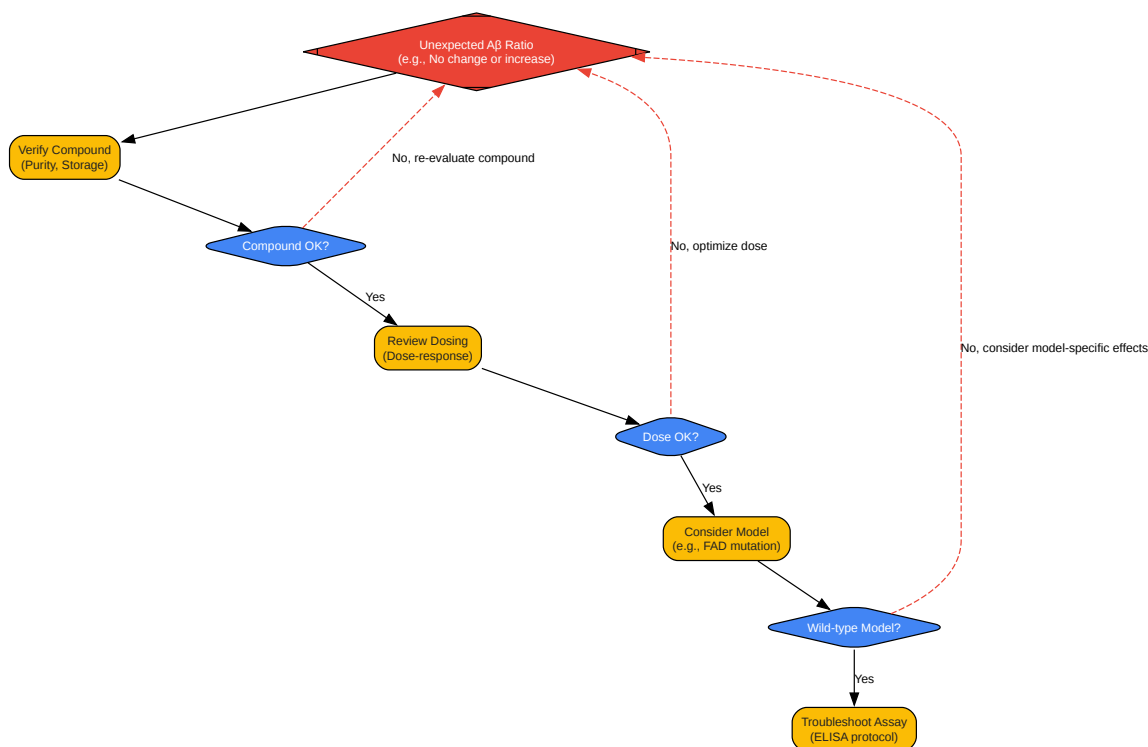 Unexpected Aβ Ratio
(e.g., No change or increase)
Verify Compound
(Purity, Storage)
No, re-evaluate compound
Compound OK?
No, optimize dose
Yes
Review Dosing
(Dose-response)
No, consider model-specific effects
Dose OK?
Yes
Consider Model
(e.g., FAD mutation)
Wild-type Model?
Yes
Troubleshoot Assay
(ELISA protocol)